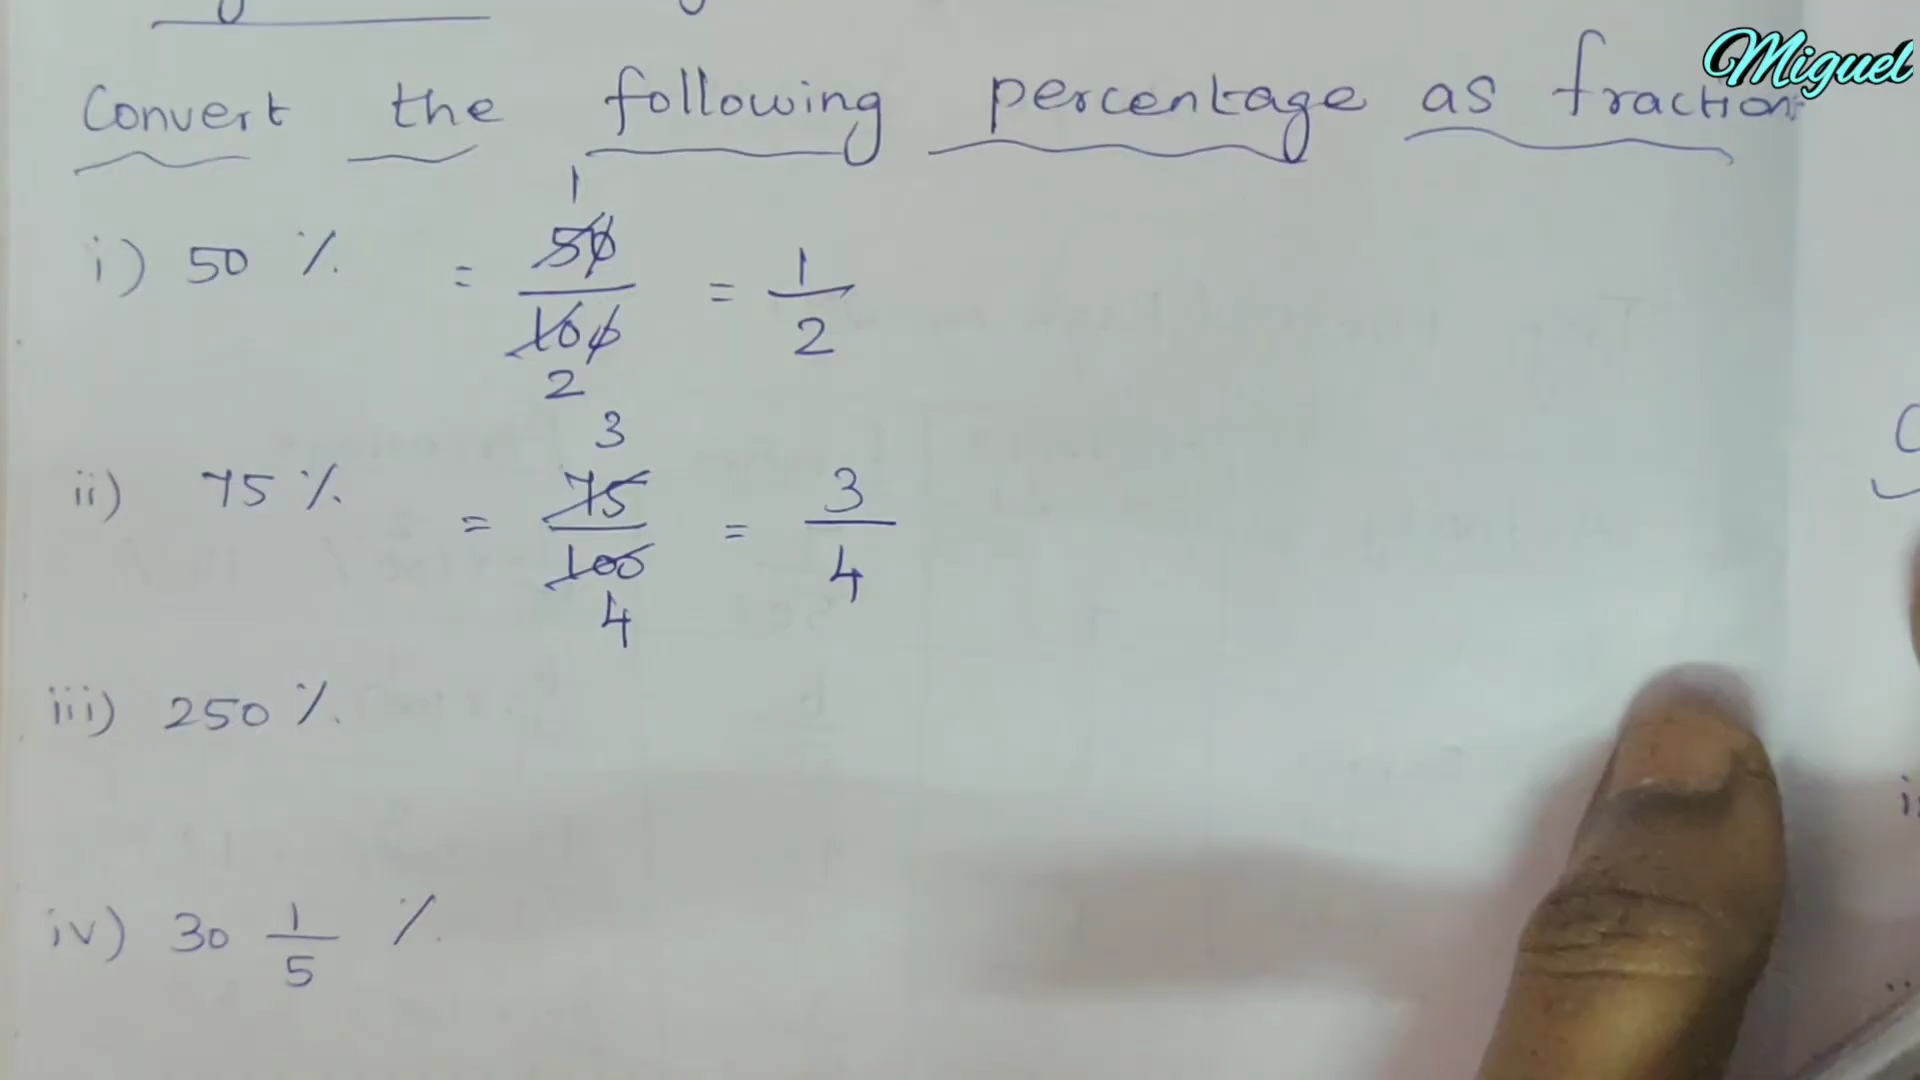 Miguel
Convert the following percentage as fraction
i) 50 % = 50/100 = 1/2
1
2
ii) 75 % = 75/100 = 3/4
3
4
iii) 250 %
iv) 30 1/5 %